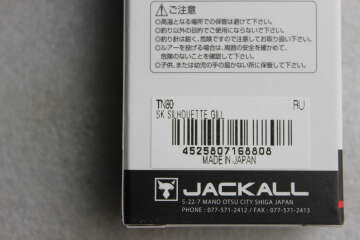 ⚠ご注意
●高温となる場所での保管は避けて下さい。
●釣り以外の目的でご使用にならないで下さい。
●釣り針は鋭く、危険ですので注意してお取り扱い下さい。
●ルアーを投げる場合は、周囲の安全を確かめて、
危険のないことを確認して下さい。
●子供、または幼児の手の届かない所に保管して下さい。
TN80 RU
SK SILHOUETTE GILL
4525807168808
MADE IN JAPAN
JACKALL
5-22-7 MANO OTSU CITY SHIGA JAPAN
PHONE : 077-571-2412 / FAX : 077-571-2413